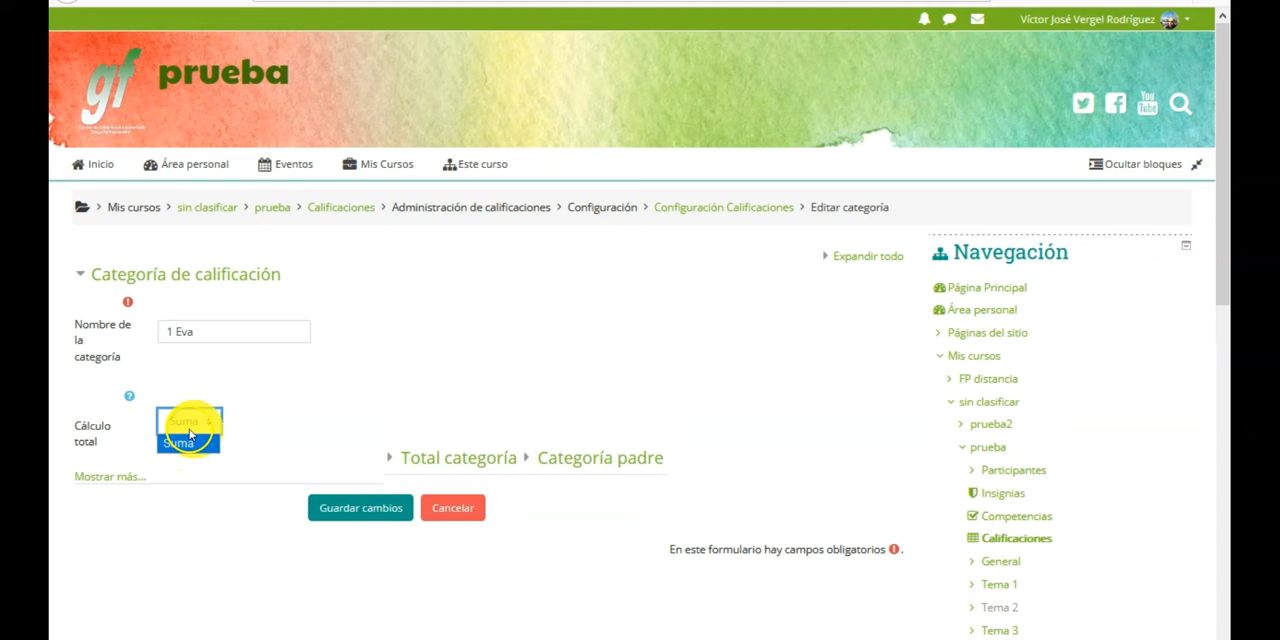 Víctor José Vergel Rodríguez
gf prueba
You
Tube
Inicio Área personal Eventos Mis Cursos Este curso Ocultar bloques
Mis cursos > sin clasificar > prueba > Calificaciones > Administración de calificaciones > Configuración > Configuración Calificaciones > Editar categoría
Expandir todo
Categoría de calificación
Nombre de
la
categoría
1 Eva
Cálculo
total
Suma
Suma
Total categoría Categoría padre
Mostrar más...
Guardar cambios Cancelar
En este formulario hay campos obligatorios .
Navegación
Página Principal
Área personal
Páginas del sitio
Mis cursos
FP distancia
sin clasificar
prueba2
prueba
Participantes
Insignias
Competencias
Calificaciones
General
Tema 1
Tema 2
Tema 3